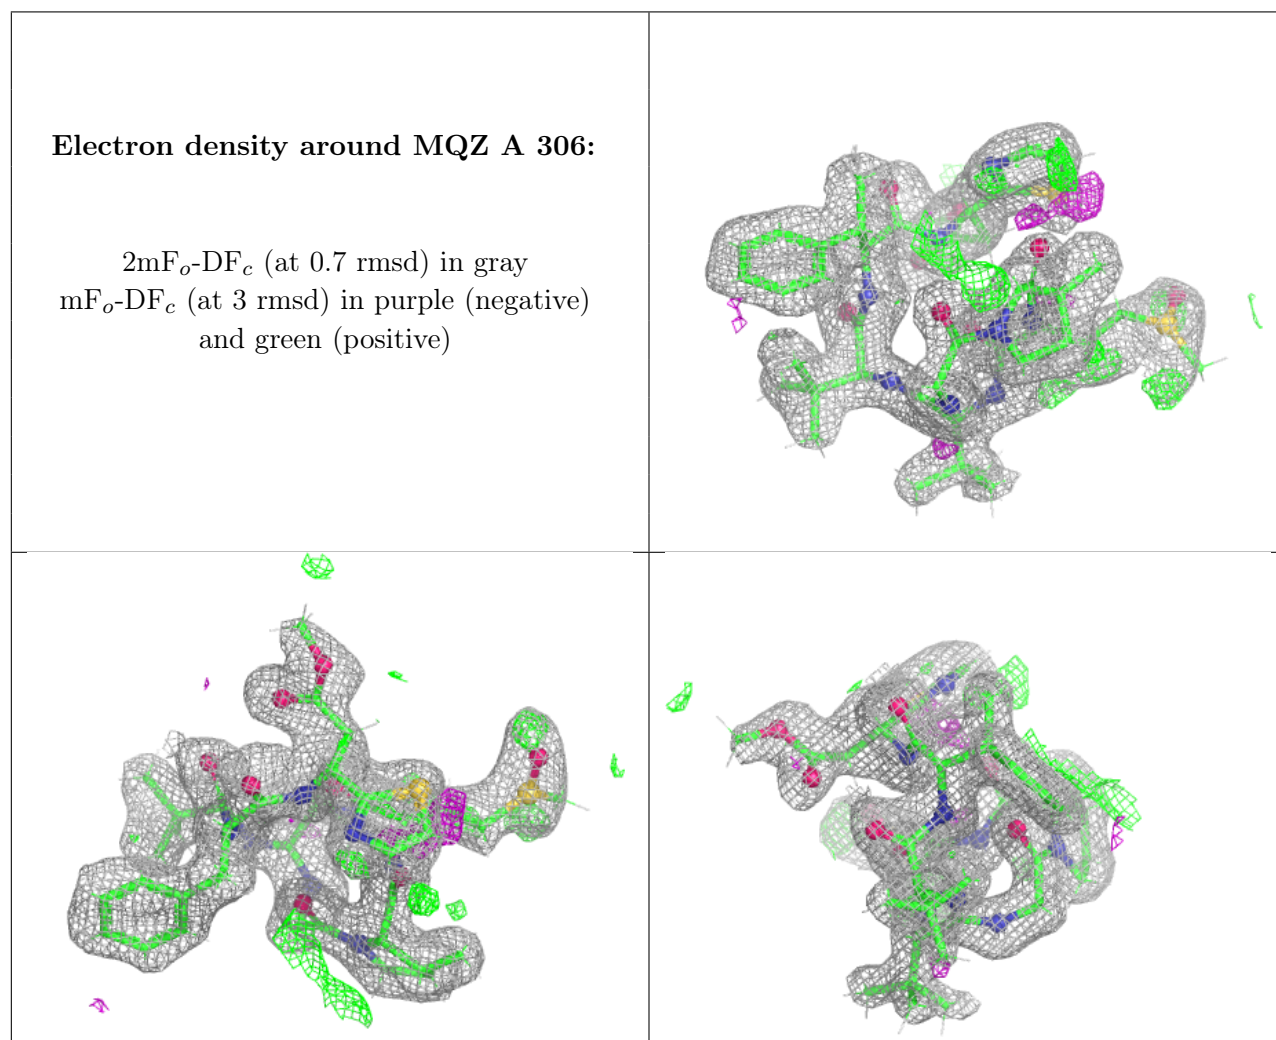 Electron density around MQZ A 306:
2mFo-DFc (at 0.7 rmsd) in gray
mFo-DFc (at 3 rmsd) in purple (negative)
and green (positive)